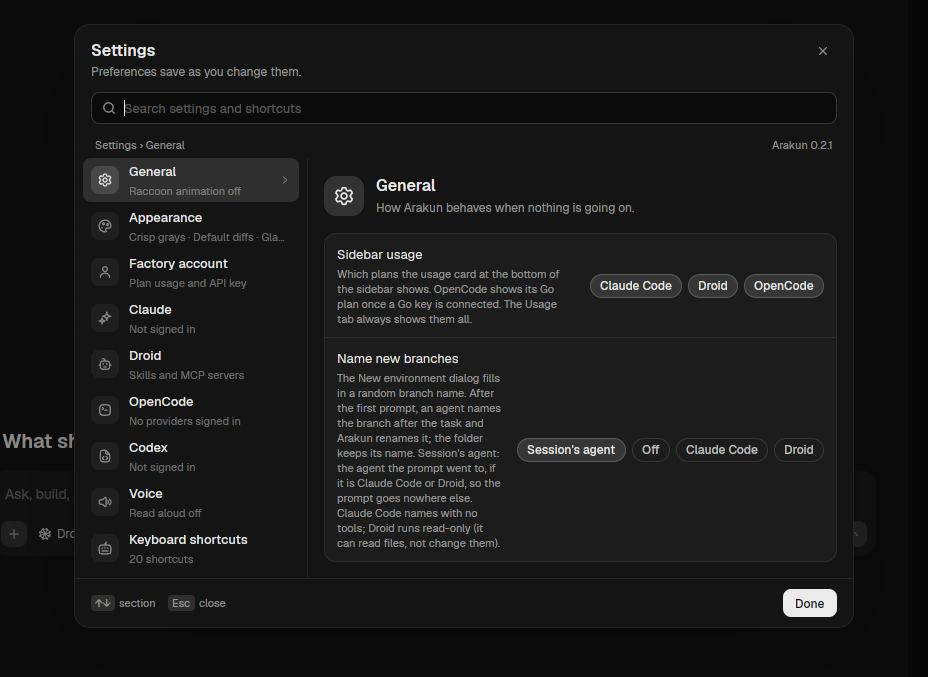 Settings
Preferences save as you change them.
Search settings and shortcuts
Settings › General
Arakun 0.2.1
General
Raccoon animation off
Appearance
Crisp grays · Default diffs · Gla...
Factory account
Plan usage and API key
Claude
Not signed in
Droid
Skills and MCP servers
OpenCode
No providers signed in
Codex
Not signed in
Voice
Read aloud off
Keyboard shortcuts
20 shortcuts
General
How Arakun behaves when nothing is going on.
Sidebar usage
Which plans the usage card at the bottom of
the sidebar shows. OpenCode shows its Go
plan once a Go key is connected. The Usage
tab always shows them all.
Claude Code
Droid
OpenCode
Name new branches
The New environment dialog fills
in a random branch name. After
the first prompt, an agent names
the branch after the task and
Arakun renames it; the folder
keeps its name. Session's agent:
the agent the prompt went to, if
it is Claude Code or Droid, so the
prompt goes nowhere else.
Claude Code names with no
tools; Droid runs read-only (it
can read files, not change them).
Session's agent
Off
Claude Code
Droid
section
Esc
close
Done
What sh
Ask, build,
Dro